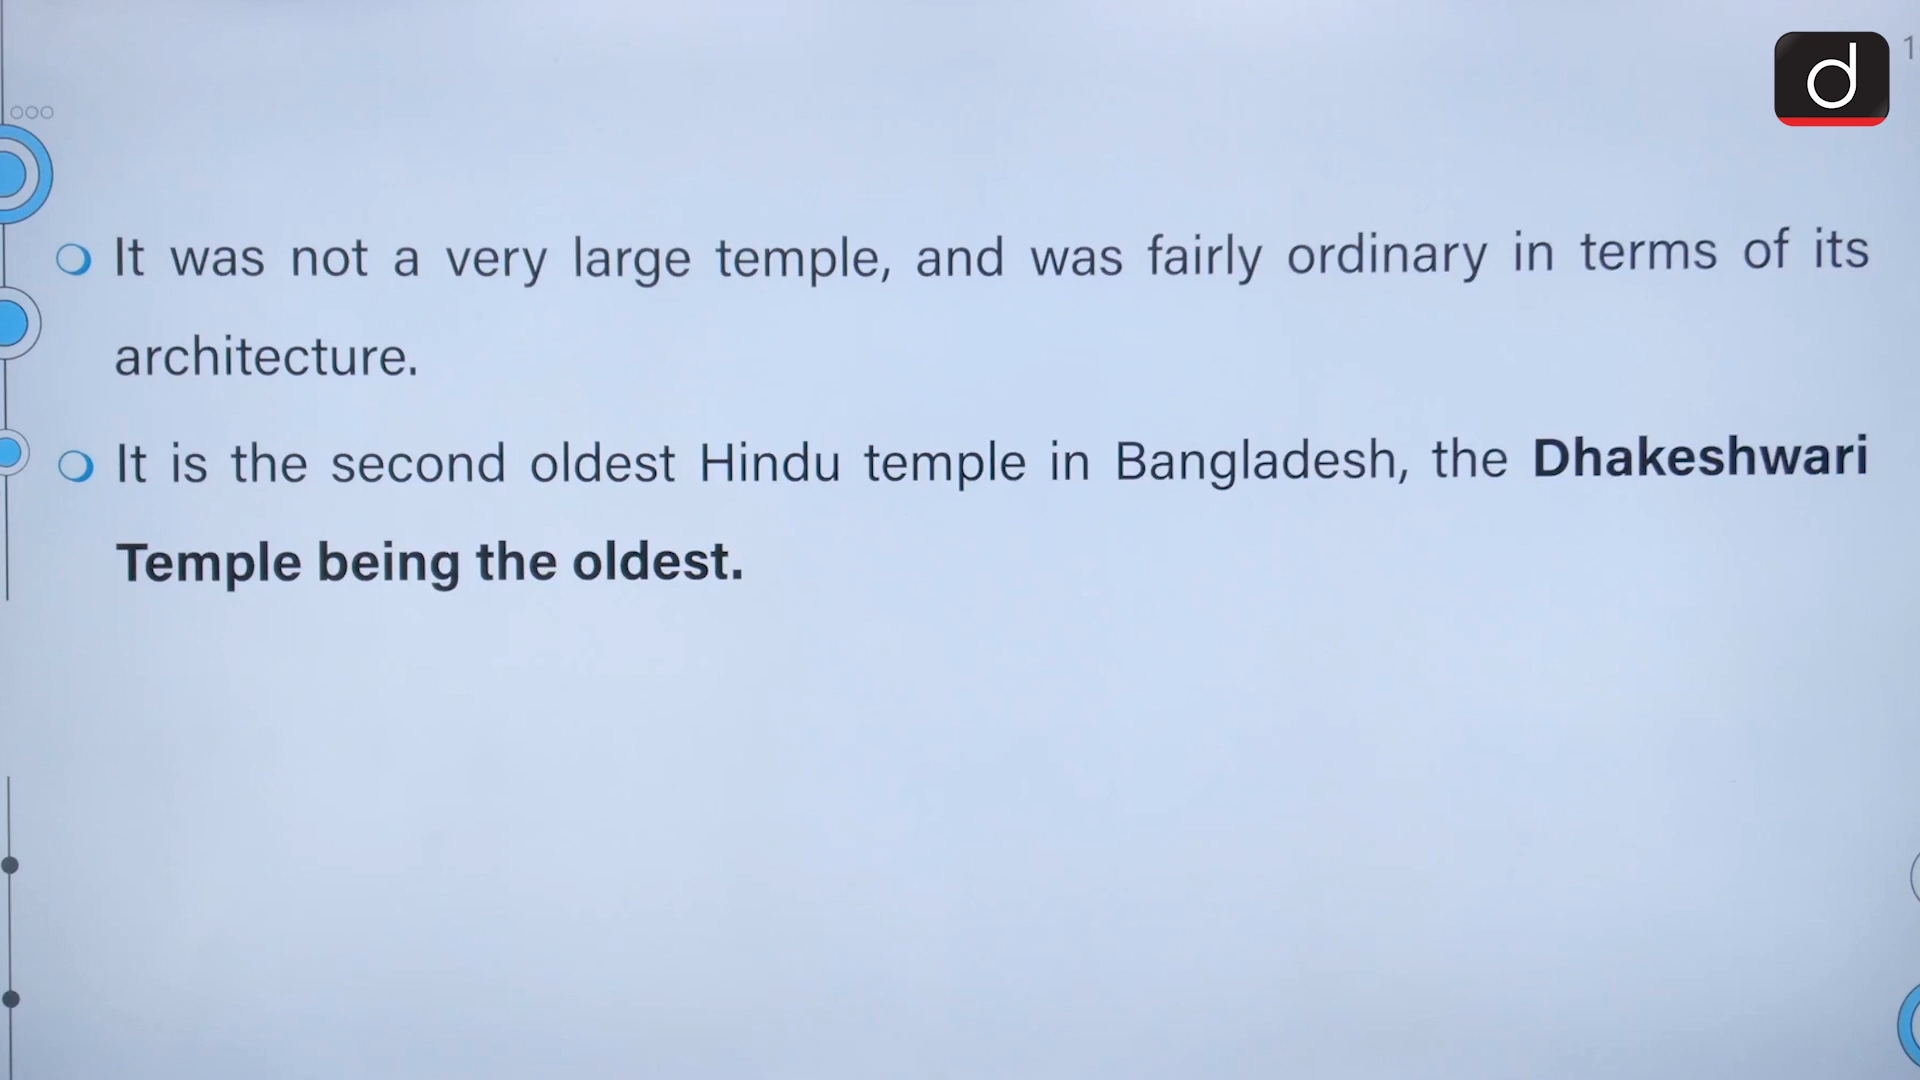 d
1
It was not a very large temple, and was fairly ordinary in terms of its
architecture.
It is the second oldest Hindu temple in Bangladesh, the Dhakeshwari
Temple being the oldest.